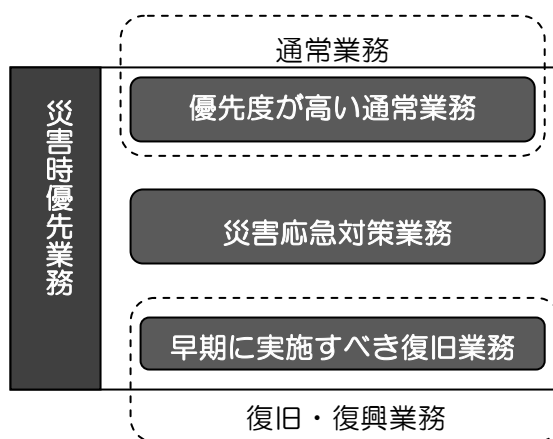 通常業務
災害時優先業務
優先度が高い通常業務
災害応急対策業務
早期に実施すべき復旧業務
復旧・復興業務